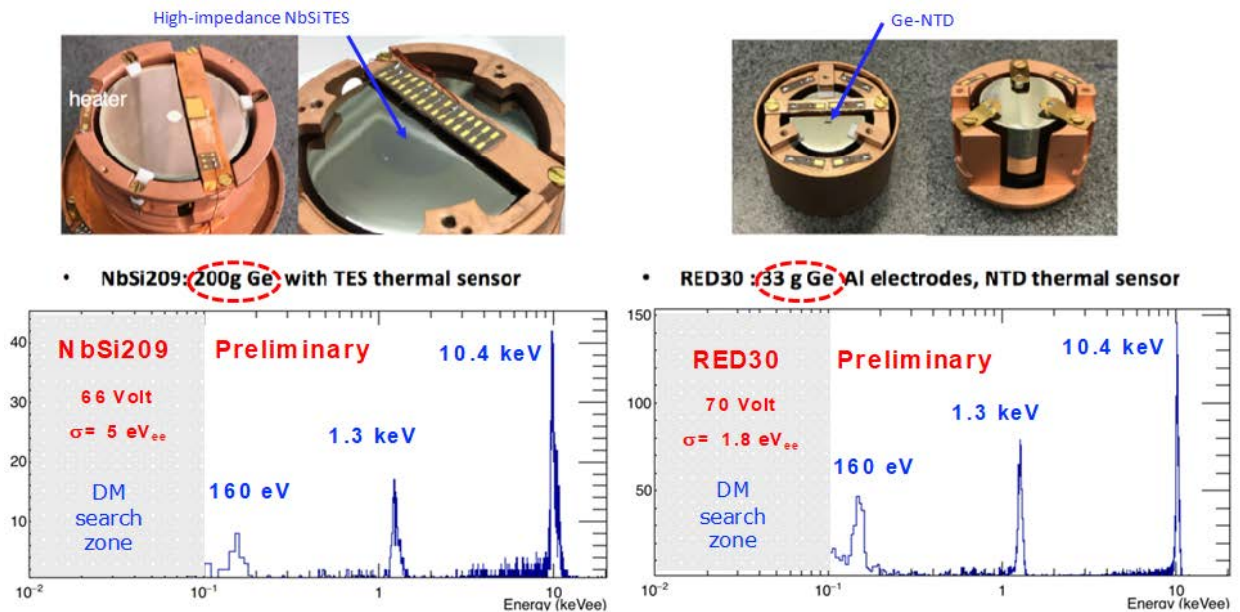 High-impedance NbSi TES
Ge-NTD
heater
• NbSi209: 200g Ge with TES thermal sensor
• RED30 : 33 g Ge Al electrodes, NTD thermal sensor
NbSi209
Preliminary
10.4 keV
66 Volt
σ= 5 eVee
1.3 keV
160 eV
DM
search
zone
40
30
20
10
10⁻²
10⁻¹
1
10
Energy (keVee)
RED30
Preliminary
10.4 keV
70 Volt
σ= 1.8 eVee
1.3 keV
160 eV
DM
search
zone
150
100
50
10⁻²
10⁻¹
1
10
Energy (keVee)